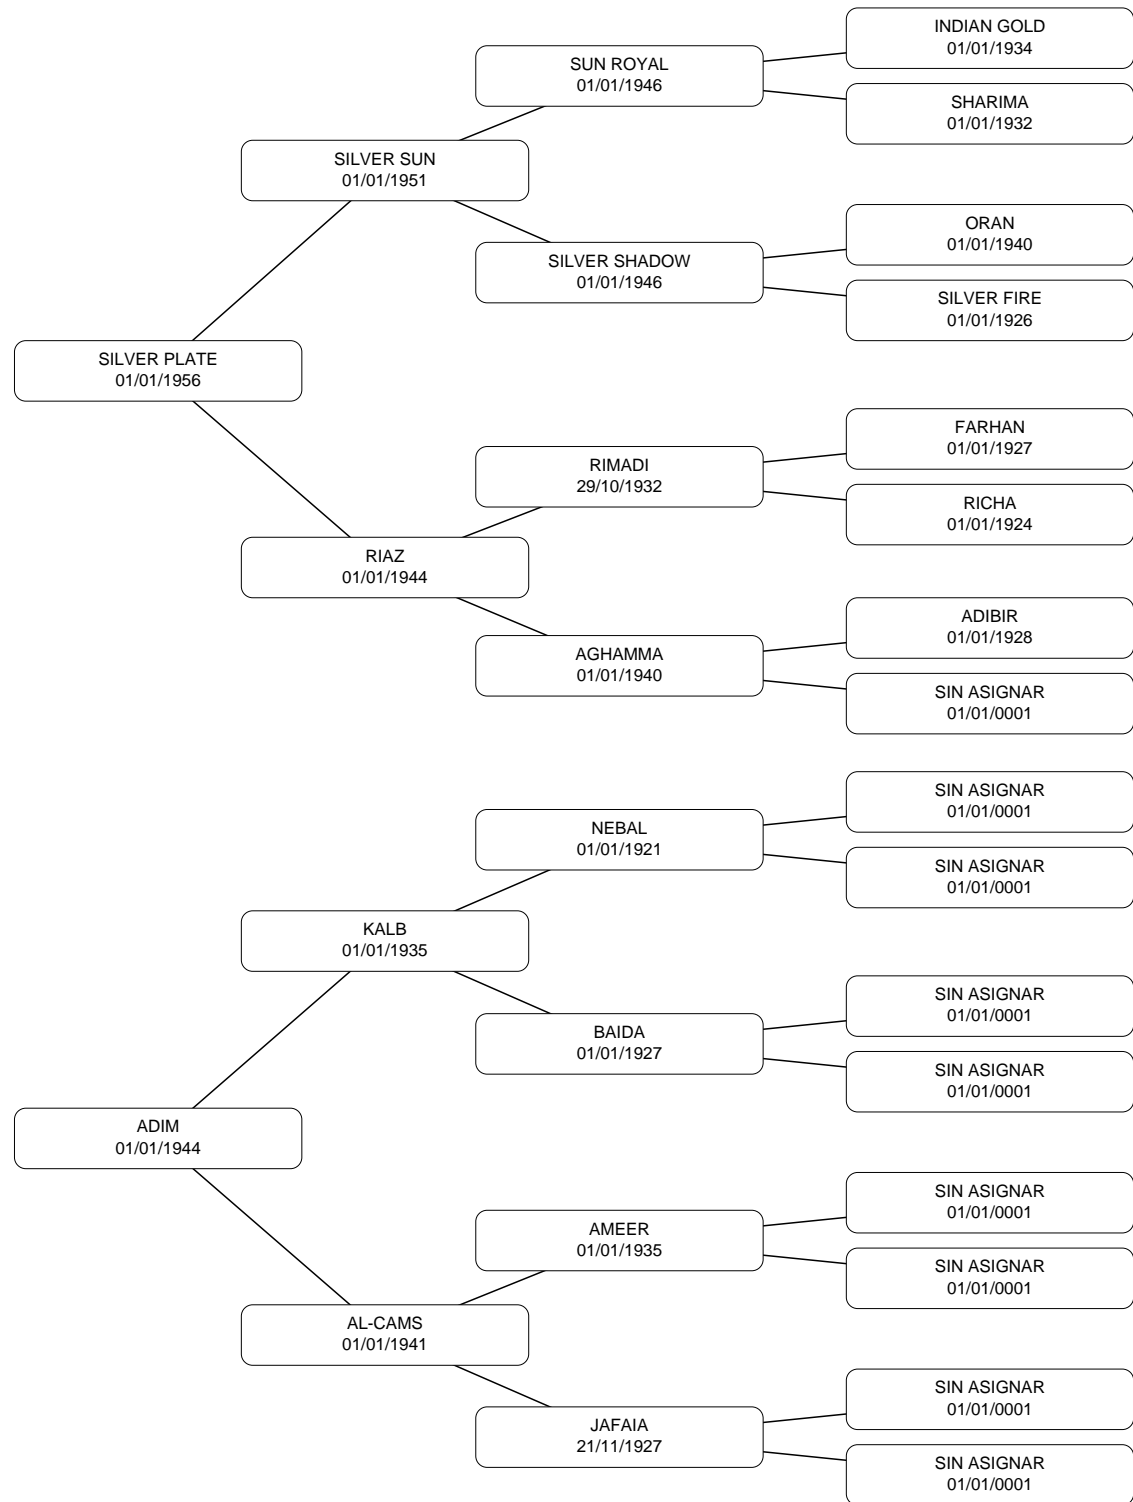 INDIAN GOLD
01/01/1934
SUN ROYAL
01/01/1946
SHARIMA
01/01/1932
SILVER SUN
01/01/1951
ORAN
01/01/1940
SILVER SHADOW
01/01/1946
SILVER FIRE
01/01/1926
SILVER PLATE
01/01/1956
FARHAN
01/01/1927
RIMADI
29/10/1932
RICHA
01/01/1924
RIAZ
01/01/1944
ADIBIR
01/01/1928
AGHAMMA
01/01/1940
SIN ASIGNAR
01/01/0001
SIN ASIGNAR
01/01/0001
NEBAL
01/01/1921
SIN ASIGNAR
01/01/0001
KALB
01/01/1935
SIN ASIGNAR
01/01/0001
BAIDA
01/01/1927
SIN ASIGNAR
01/01/0001
ADIM
01/01/1944
SIN ASIGNAR
01/01/0001
AMEER
01/01/1935
SIN ASIGNAR
01/01/0001
AL-CAMS
01/01/1941
SIN ASIGNAR
01/01/0001
JAFAIA
21/11/1927
SIN ASIGNAR
01/01/0001